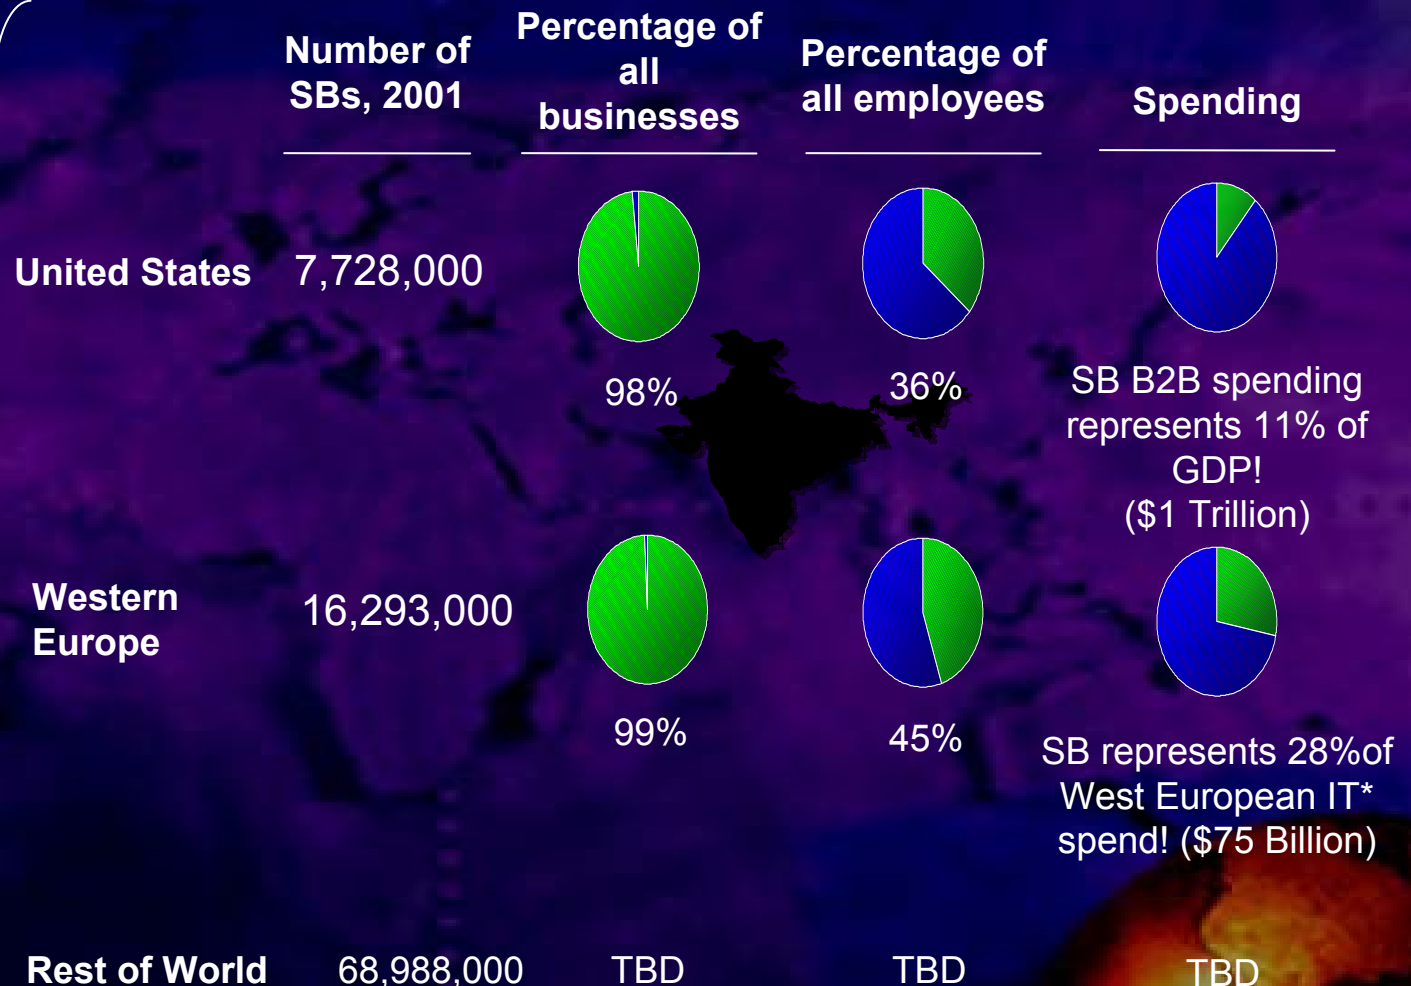 Number of
SBs, 2001
Percentage of
all
businesses
Percentage of
all employees
Spending
United States
7,728,000
98%
36%
SB B2B spending
represents 11% of
GDP!
($1 Trillion)
Western
Europe
16,293,000
99%
45%
SB represents 28%of
West European IT*
spend! ($75 Billion)
Rest of World
68,988,000
TBD
TBD
TBD